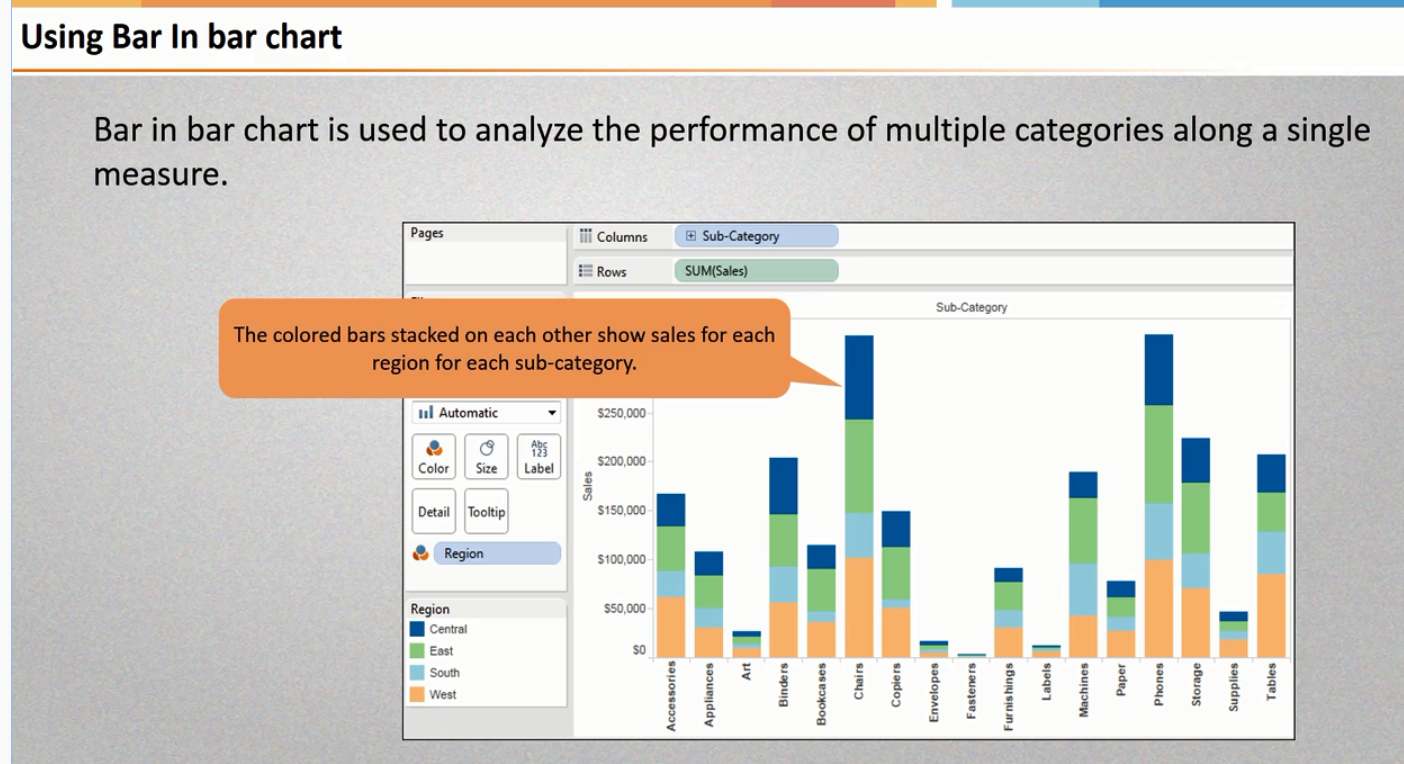 Using Bar In bar chart
Bar in bar chart is used to analyze the performance of multiple categories along a single
measure.
Pages
Columns
Sub-Category
Rows
SUM(Sales)
Sub-Category
The colored bars stacked on each other show sales for each
region for each sub-category.
Automatic
Color
Size
Abc
123
Label
Detail
Tooltip
Region
Region
Central
East
South
West
Sales
$250,000
$200,000
$150,000
$100,000
$50,000
$0
Accessories
Appliances
Art
Binders
Bookcases
Chairs
Copiers
Envelopes
Fasteners
Furnishings
Labels
Machines
Paper
Phones
Storage
Supplies
Tables